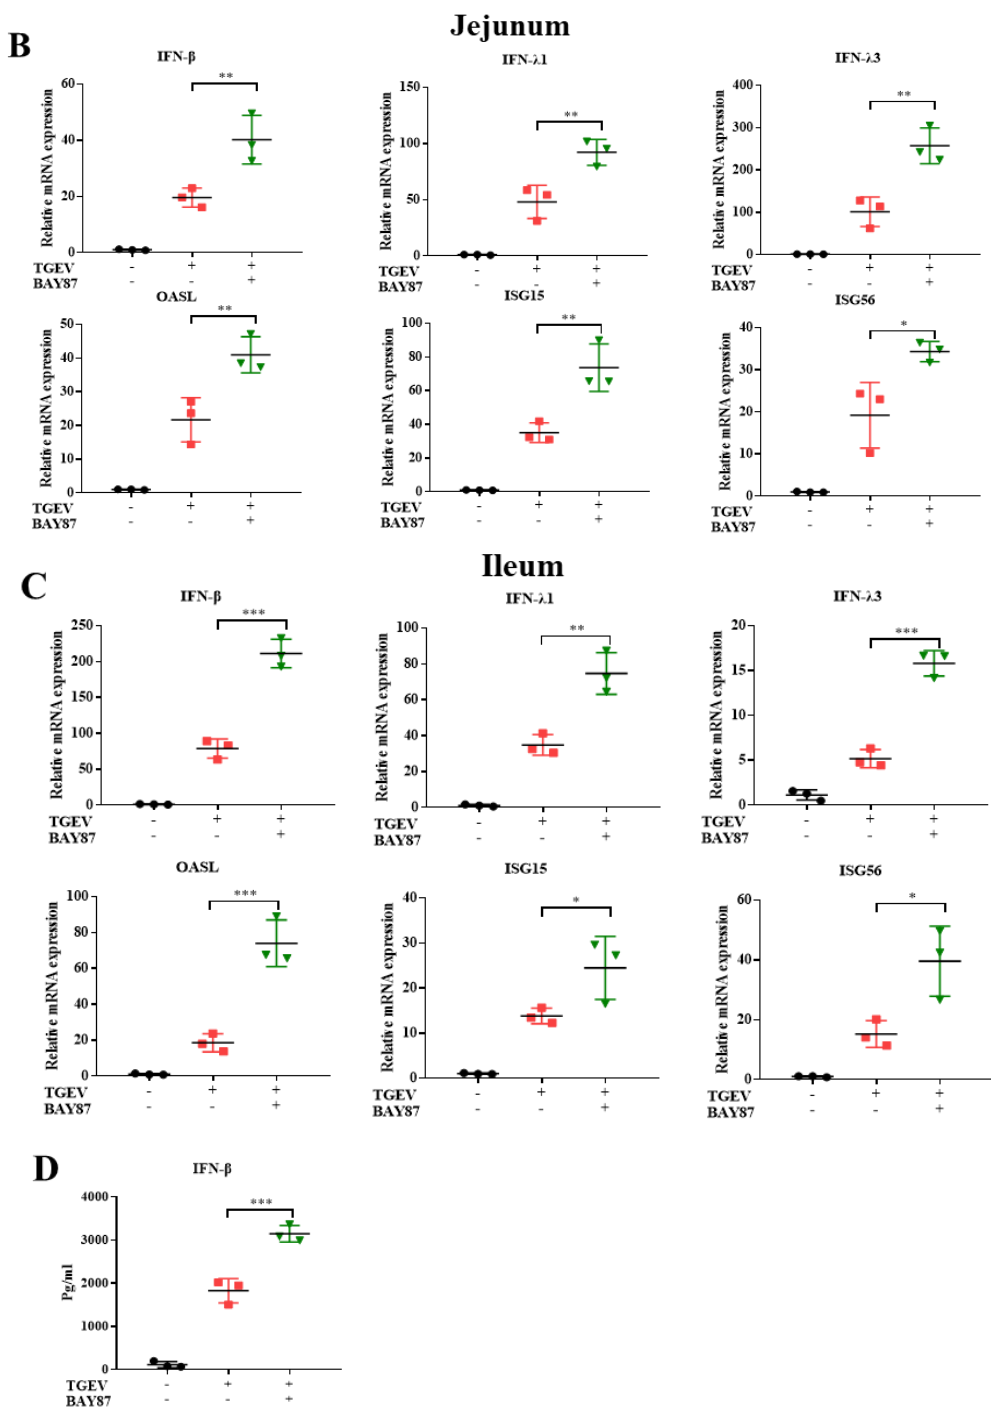 B
Jejunum
IFN-β
Relative mRNA expression
60
40
20
0
**
TGEV - + +
BAY87 - - +
IFN-λ1
Relative mRNA expression
150
100
50
0
**
TGEV - + +
BAY87 - - +
IFN-λ3
Relative mRNA expression
400
300
200
100
0
**
TGEV - + +
BAY87 - - +
OASL
Relative mRNA expression
50
40
30
20
10
0
**
TGEV - + +
BAY87 - - +
ISG15
Relative mRNA expression
100
80
60
40
20
0
**
TGEV - + +
BAY87 - - +
ISG56
Relative mRNA expression
40
30
20
10
0
*
TGEV - + +
BAY87 - - +
C
Ileum
IFN-β
Relative mRNA expression
250
200
150
100
50
0
***
TGEV - + +
BAY87 - - +
IFN-λ1
Relative mRNA expression
100
80
60
40
20
0
**
TGEV - + +
BAY87 - - +
IFN-λ3
Relative mRNA expression
20
15
10
5
0
***
TGEV - + +
BAY87 - - +
OASL
Relative mRNA expression
100
80
60
40
20
0
***
TGEV - + +
BAY87 - - +
ISG15
Relative mRNA expression
40
30
20
10
0
*
TGEV - + +
BAY87 - - +
ISG56
Relative mRNA expression
60
40
20
0
*
TGEV - + +
BAY87 - - +
D
IFN-β
Pg/ml
4000
3000
2000
1000
0
***
TGEV - + +
BAY87 - - +